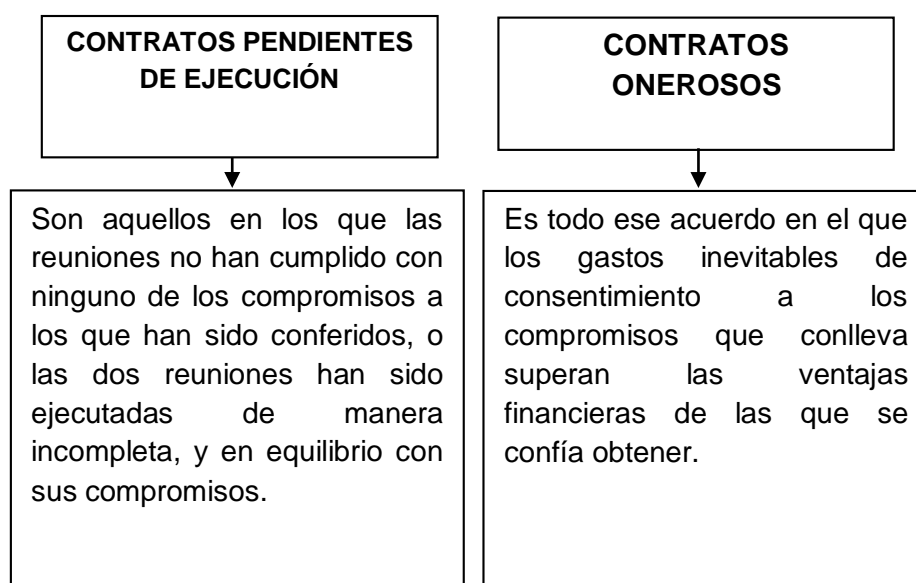 CONTRATOS PENDIENTES
DE EJECUCIÓN
Son aquellos en los que las
reuniones no han cumplido con
ninguno de los compromisos a
los que han sido conferidos, o
las dos reuniones han sido
ejecutadas de manera
incompleta, y en equilibrio con
sus compromisos.
CONTRATOS
ONEROSOS
Es todo ese acuerdo en el que
los gastos inevitables de
consentimiento a los
compromisos que conlleva
superan las ventajas
financieras de las que se
confía obtener.